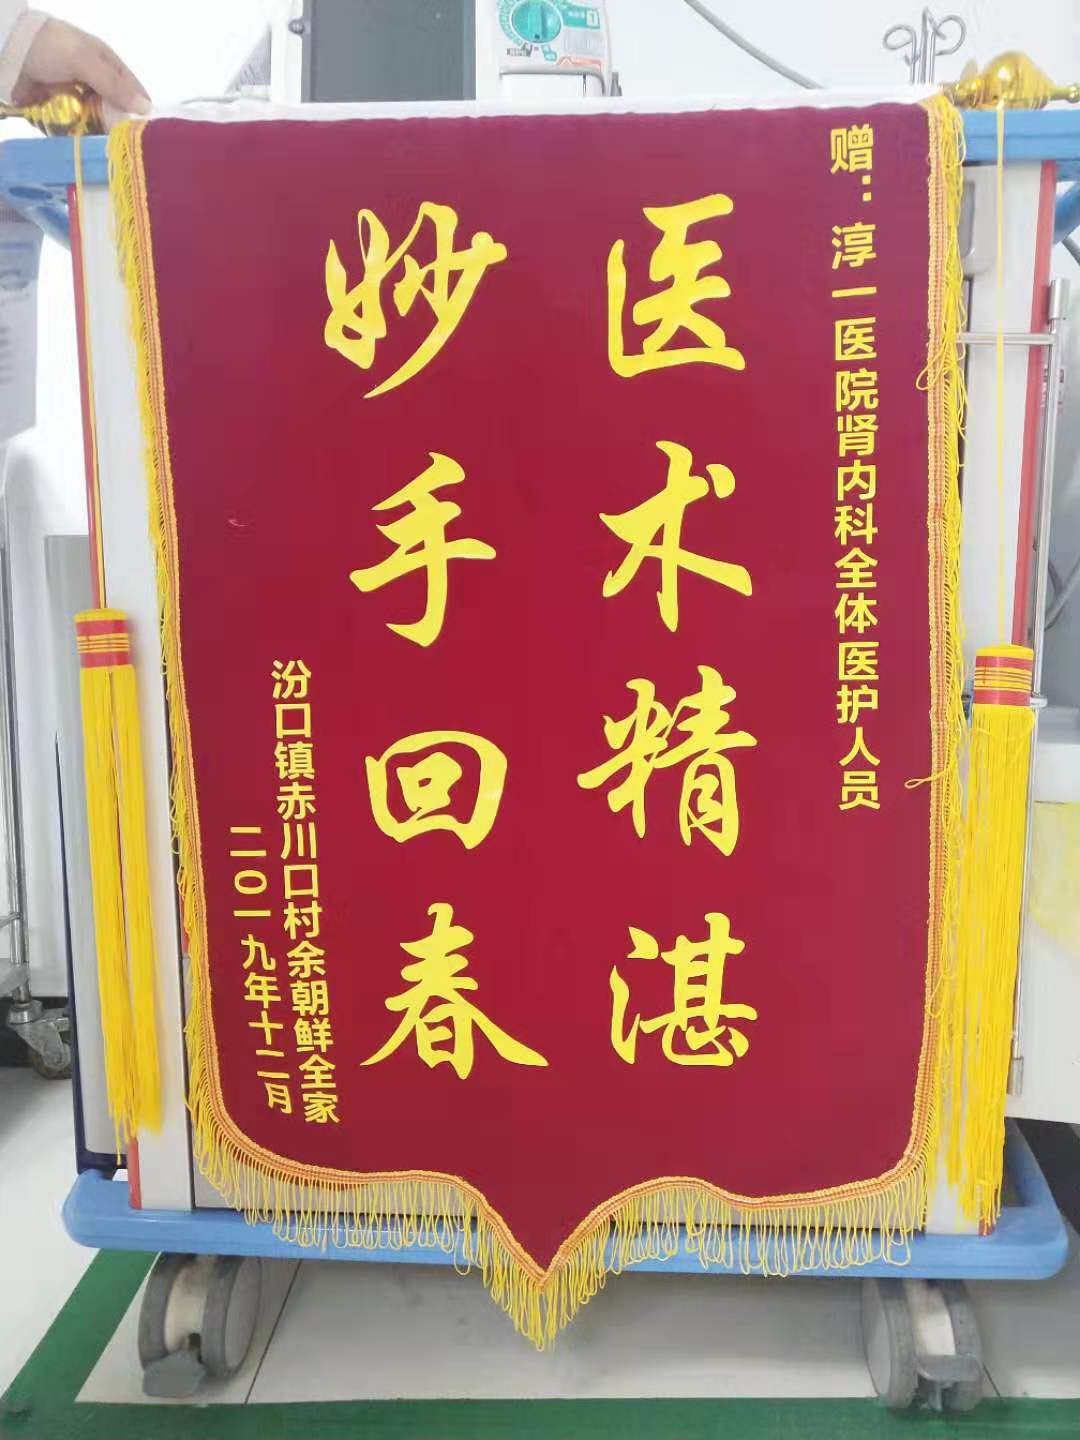 赠：淳一医院肾内科全体医护人员
医术精湛
妙手回春
汾口镇赤川口村余朝鲜全家
二〇一九年十二月